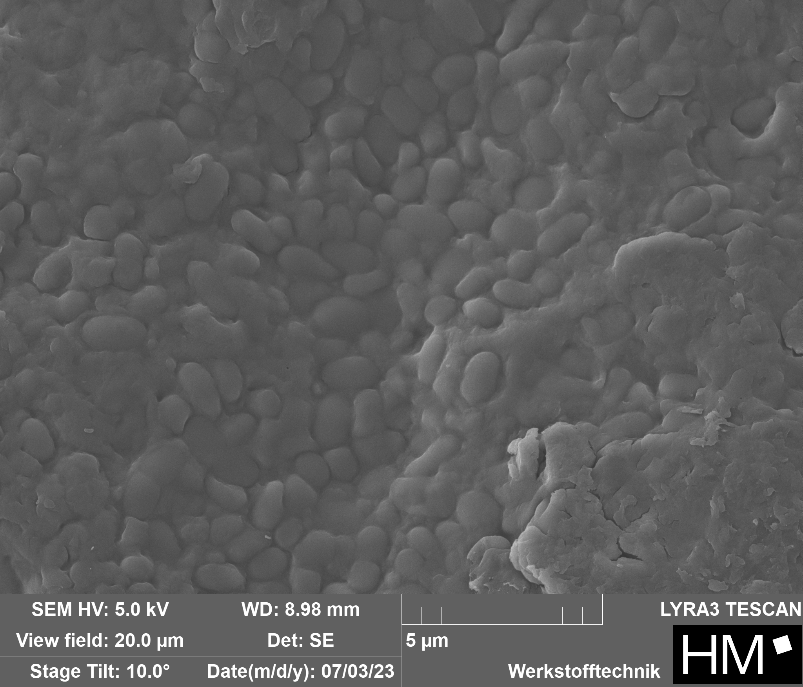 SEM HV: 5.0 kV WD: 8.98 mm LYRA3 TESCAN
View field: 20.0 µm Det: SE 5 µm
Stage Tilt: 10.0° Date(m/d/y): 07/03/23 Werkstofftechnik
HM